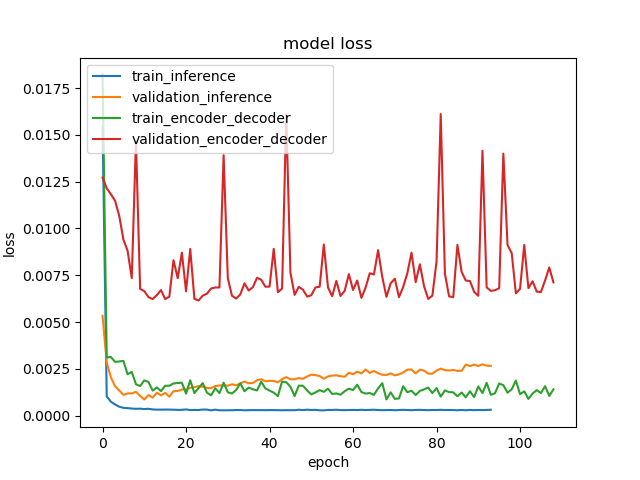 model loss
train_inference
validation_inference
train_encoder_decoder
validation_encoder_decoder
0.0175
0.0150
0.0125
0.0100
0.0075
0.0050
0.0025
0.0000
loss
0 20 40 60 80 100
epoch